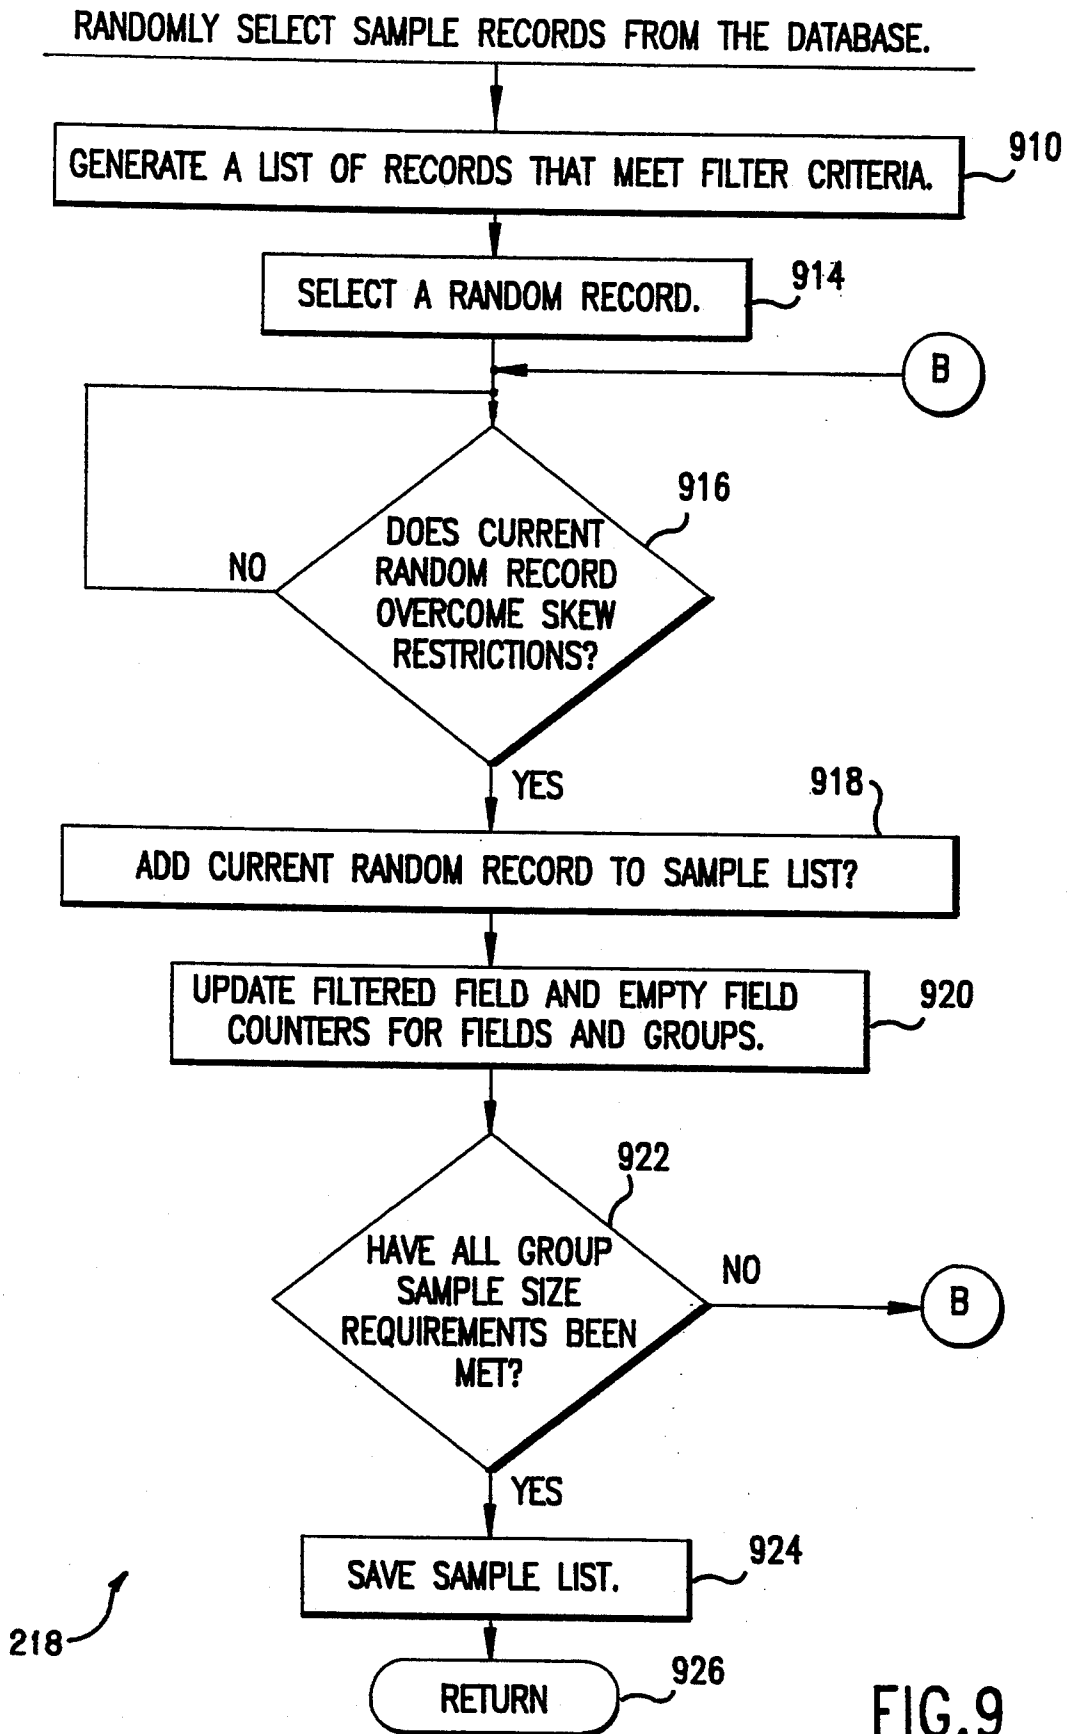 RANDOMLY SELECT SAMPLE RECORDS FROM THE DATABASE.
GENERATE A LIST OF RECORDS THAT MEET FILTER CRITERIA.
910
SELECT A RANDOM RECORD.
914
B
916
DOES CURRENT
RANDOM RECORD
OVERCOME SKEW
RESTRICTIONS?
NO
YES
918
ADD CURRENT RANDOM RECORD TO SAMPLE LIST?
UPDATE FILTERED FIELD AND EMPTY FIELD
COUNTERS FOR FIELDS AND GROUPS.
920
922
HAVE ALL GROUP
SAMPLE SIZE
REQUIREMENTS BEEN
MET?
NO
B
YES
SAVE SAMPLE LIST.
924
218
RETURN
926
FIG.9